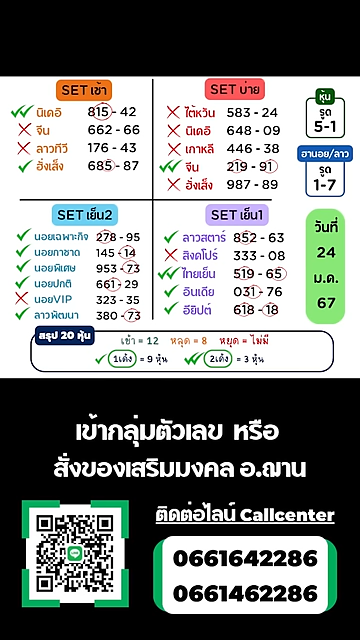 SET เช้า
นิเคอิ 815 - 42
จีน 662 - 66
ลาวทีวี 176 - 43
ฮั่งเส็ง 685 - 87
SET บ่าย
ไต้หวัน 583 - 24
นิเคอิ 648 - 09
เกาหลี 446 - 38
จีน 219 - 91
ฮั่งเส็ง 987 - 89
หุ้น
รูด
5-1
ฮานอย/ลาว
รูด
1-7
SET เย็น2
นอยเฉพาะกิจ 278 - 95
นอยกาชาด 145 - 14
นอยพิเศษ 953 - 73
นอยปกติ 661 - 29
นอยVIP 323 - 35
ลาวพัฒนา 380 - 73
SET เย็น1
ลาวสตาร์ 852 - 63
สิงคโปร์ 333 - 08
ไทยเย็น 519 - 65
อินเดีย 031 - 76
อียิปต์ 618 - 18
วันที่
24
ม.ค.
67
สรุป 20 หุ้น
เข้า = 12 หลุด = 8 หยุด = ไม่มี
1เด้ง = 9 หุ้น 2เด้ง = 3 หุ้น
เข้ากลุ่มตัวเลข หรือ
สั่งของเสริมมงคล อ.ฌาน
ติดต่อไลน์ Callcenter
0661642286
0661462286
LINE